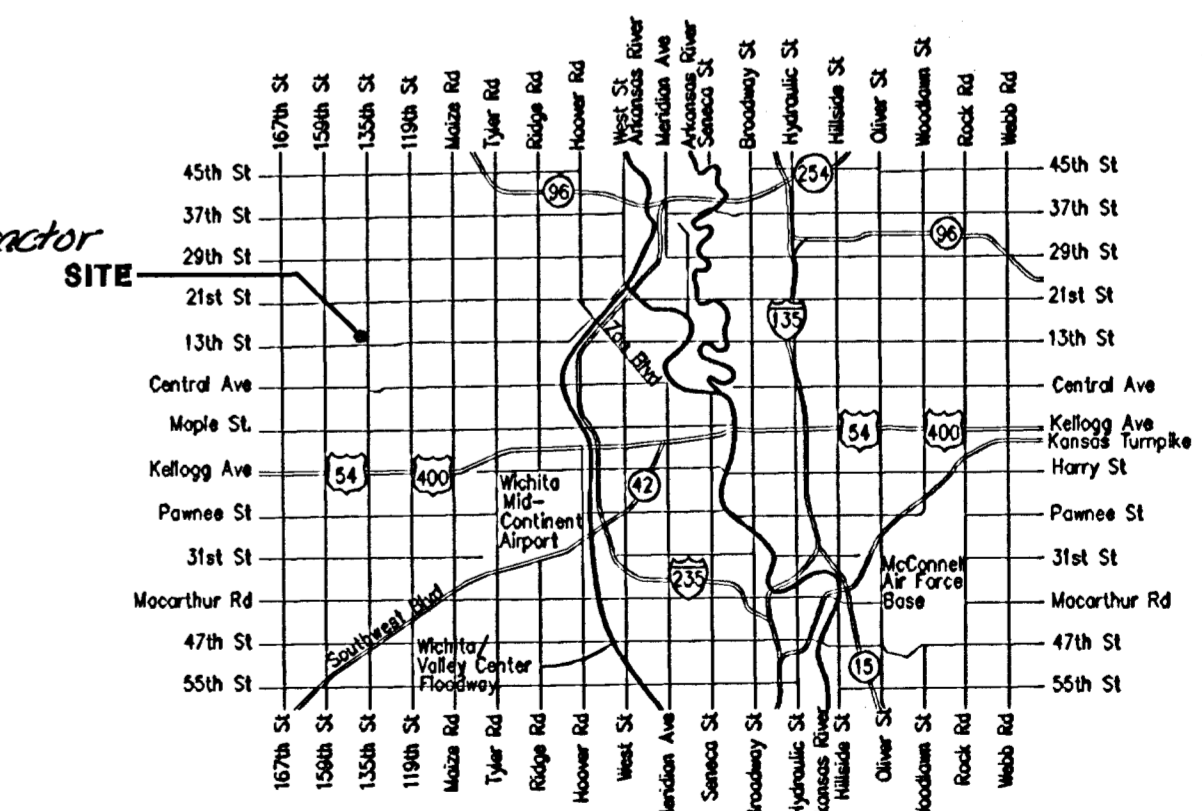 167th St
159th St
135th St
119th St
Maize Rd
Tyler Rd
Ridge Rd
Hoover Rd
West St
Arkansas River
Meridian Ave
Arkansas River
Seneca St
Broadway St
Hydraulic St
Hillside St
Oliver St
Woodlawn St
Rock Rd
Webb Rd
45th St
37th St
29th St
21st St
13th St
Central Ave
Maple St.
Kellogg Ave
Pawnee St
31st St
Macarthur Rd
47th St
55th St
SITE
96
254
96
135
Zoo Blvd
54
400
54
400
42
Wichita
Mid-
Continent
Airport
235
McConnell
Air Force
Base
Southwest Blvd
Wichita/
Valley Center
Floodway
15
45th St
37th St
29th St
21st St
13th St
Central Ave
Kellogg Ave
Kansas Turnpike
Harry St
Pawnee St
31st St
Macarthur Rd
47th St
55th St
167th St
159th St
135th St
119th St
Maize Rd
Tyler Rd
Ridge Rd
Hoover Rd
West St
Meridian Ave
Seneca St
Broadway St
Hydraulic St
Arkansas River
Hillside St
Oliver St
Woodlawn St
Rock Rd
Webb Rd